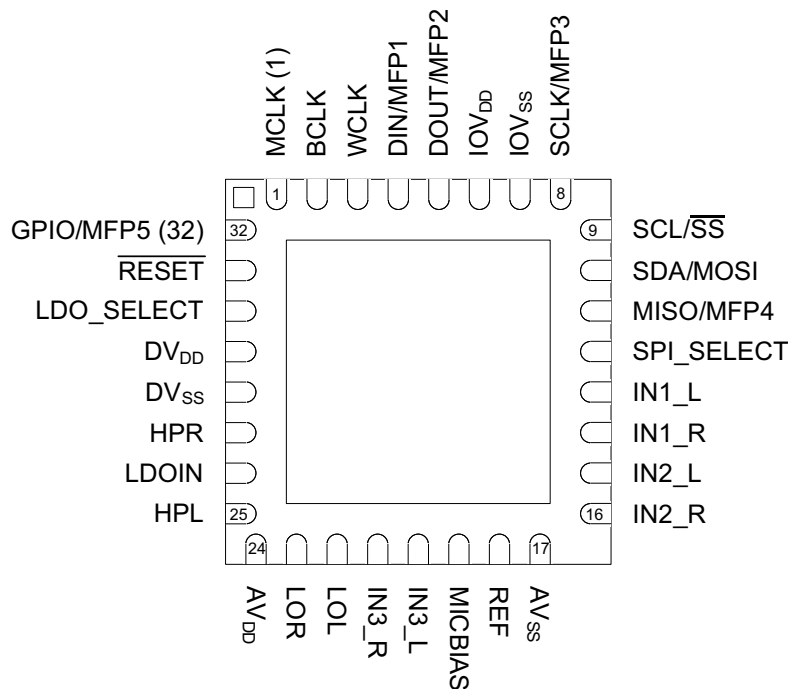 MCLK (1)
BCLK
WCLK
DIN/MFP1
DOUT/MFP2
IOVDD
IOVSS
SCLK/MFP3
1
8
GPIO/MFP5 (32)
32
9
SCL/SS
RESET
SDA/MOSI
LDO_SELECT
MISO/MFP4
DVDD
SPI_SELECT
DVSS
IN1_L
HPR
IN1_R
LDOIN
IN2_L
HPL
25
16
IN2_R
24
17
AVDD
LOR
LOL
IN3_R
IN3_L
MICBIAS
REF
AVSS